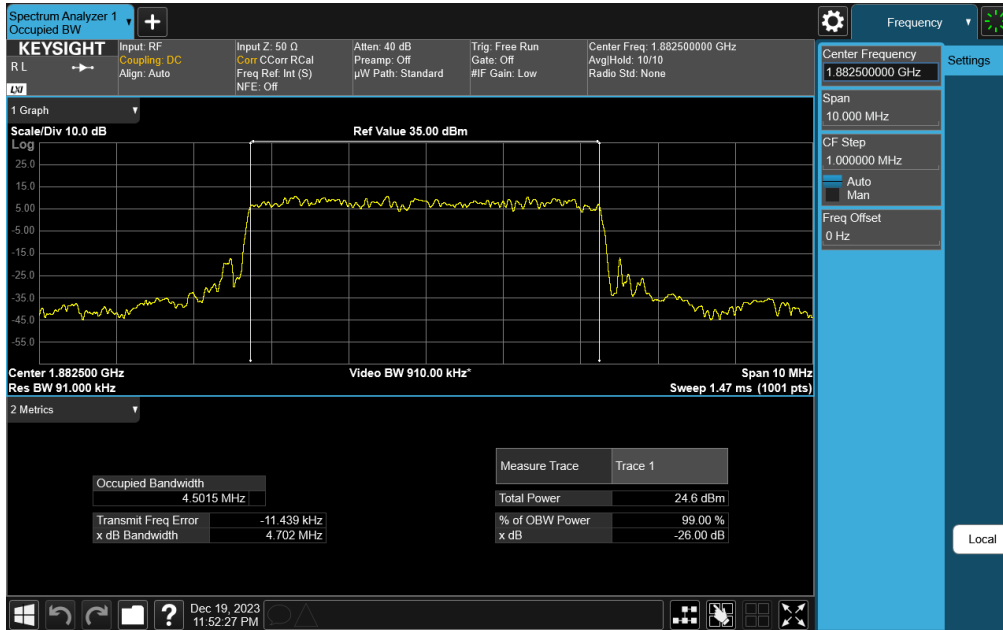 Spectrum Analyzer 1
Occupied BW
Frequency
KEYSIGHT
R L
LXI
Input: RF
Coupling: DC
Align: Auto
Input Z: 50 Ω
Corr CCorr RCal
Freq Ref: Int (S)
NFE: Off
Atten: 40 dB
Preamp: Off
µW Path: Standard
Trig: Free Run
Gate: Off
#IF Gain: Low
Center Freq: 1.882500000 GHz
Avg|Hold: 10/10
Radio Std: None
Center Frequency
1.882500000 GHz
Settings
Span
10.000 MHz
CF Step
1.000000 MHz
Auto
Man
Freq Offset
0 Hz
Local
1 Graph
Scale/Div 10.0 dB
Ref Value 35.00 dBm
Log
25.0
15.0
5.00
-5.00
-15.0
-25.0
-35.0
-45.0
-55.0
Center 1.882500 GHz
Video BW 910.00 kHz*
Span 10 MHz
Res BW 91.000 kHz
Sweep 1.47 ms (1001 pts)
2 Metrics
Measure Trace Trace 1
Occupied Bandwidth
4.5015 MHz
Total Power 24.6 dBm
Transmit Freq Error -11.439 kHz
% of OBW Power 99.00 %
x dB Bandwidth 4.702 MHz
x dB -26.00 dB
Dec 19, 2023
11:52:27 PM